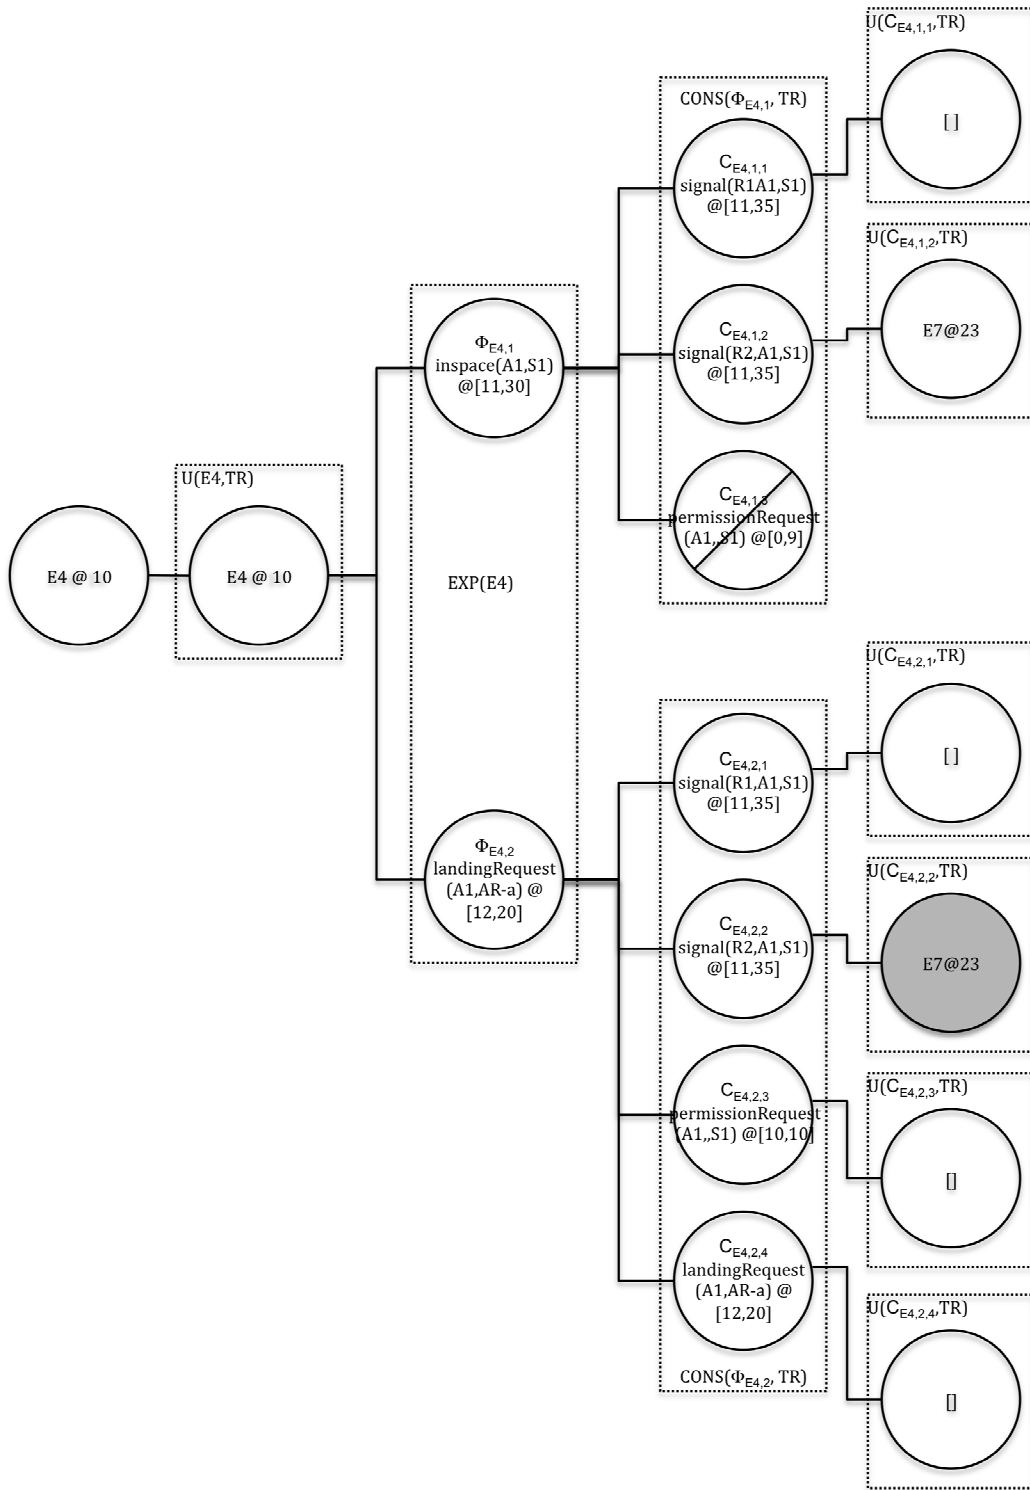 U(C_E4,1,1,TR)
[ ]
CONS(Φ_E4,1, TR)
C_E4,1,1
signal(R1A1,S1)
@[11,35]
U(C_E4,1,2,TR)
E7@23
C_E4,1,2
signal(R2,A1,S1)
@[11,35]
Φ_E4,1
inspace(A1,S1)
@[11,30]
C_E4,1,3
permissionRequest
(A1,,S1) @[0,9]
U(E4,TR)
E4 @ 10
E4 @ 10
EXP(E4)
U(C_E4,2,1,TR)
[ ]
C_E4,2,1
signal(R1,A1,S1)
@[11,35]
Φ_E4,2
landingRequest
(A1,AR-a) @
[12,20]
U(C_E4,2,2,TR)
E7@23
C_E4,2,2
signal(R2,A1,S1)
@[11,35]
U(C_E4,2,3,TR)
[]
C_E4,2,3
permissionRequest
(A1,,S1) @[10,10]
C_E4,2,4
landingRequest
(A1,AR-a) @
[12,20]
U(C_E4,2,4,TR)
[]
CONS(Φ_E4,2, TR)